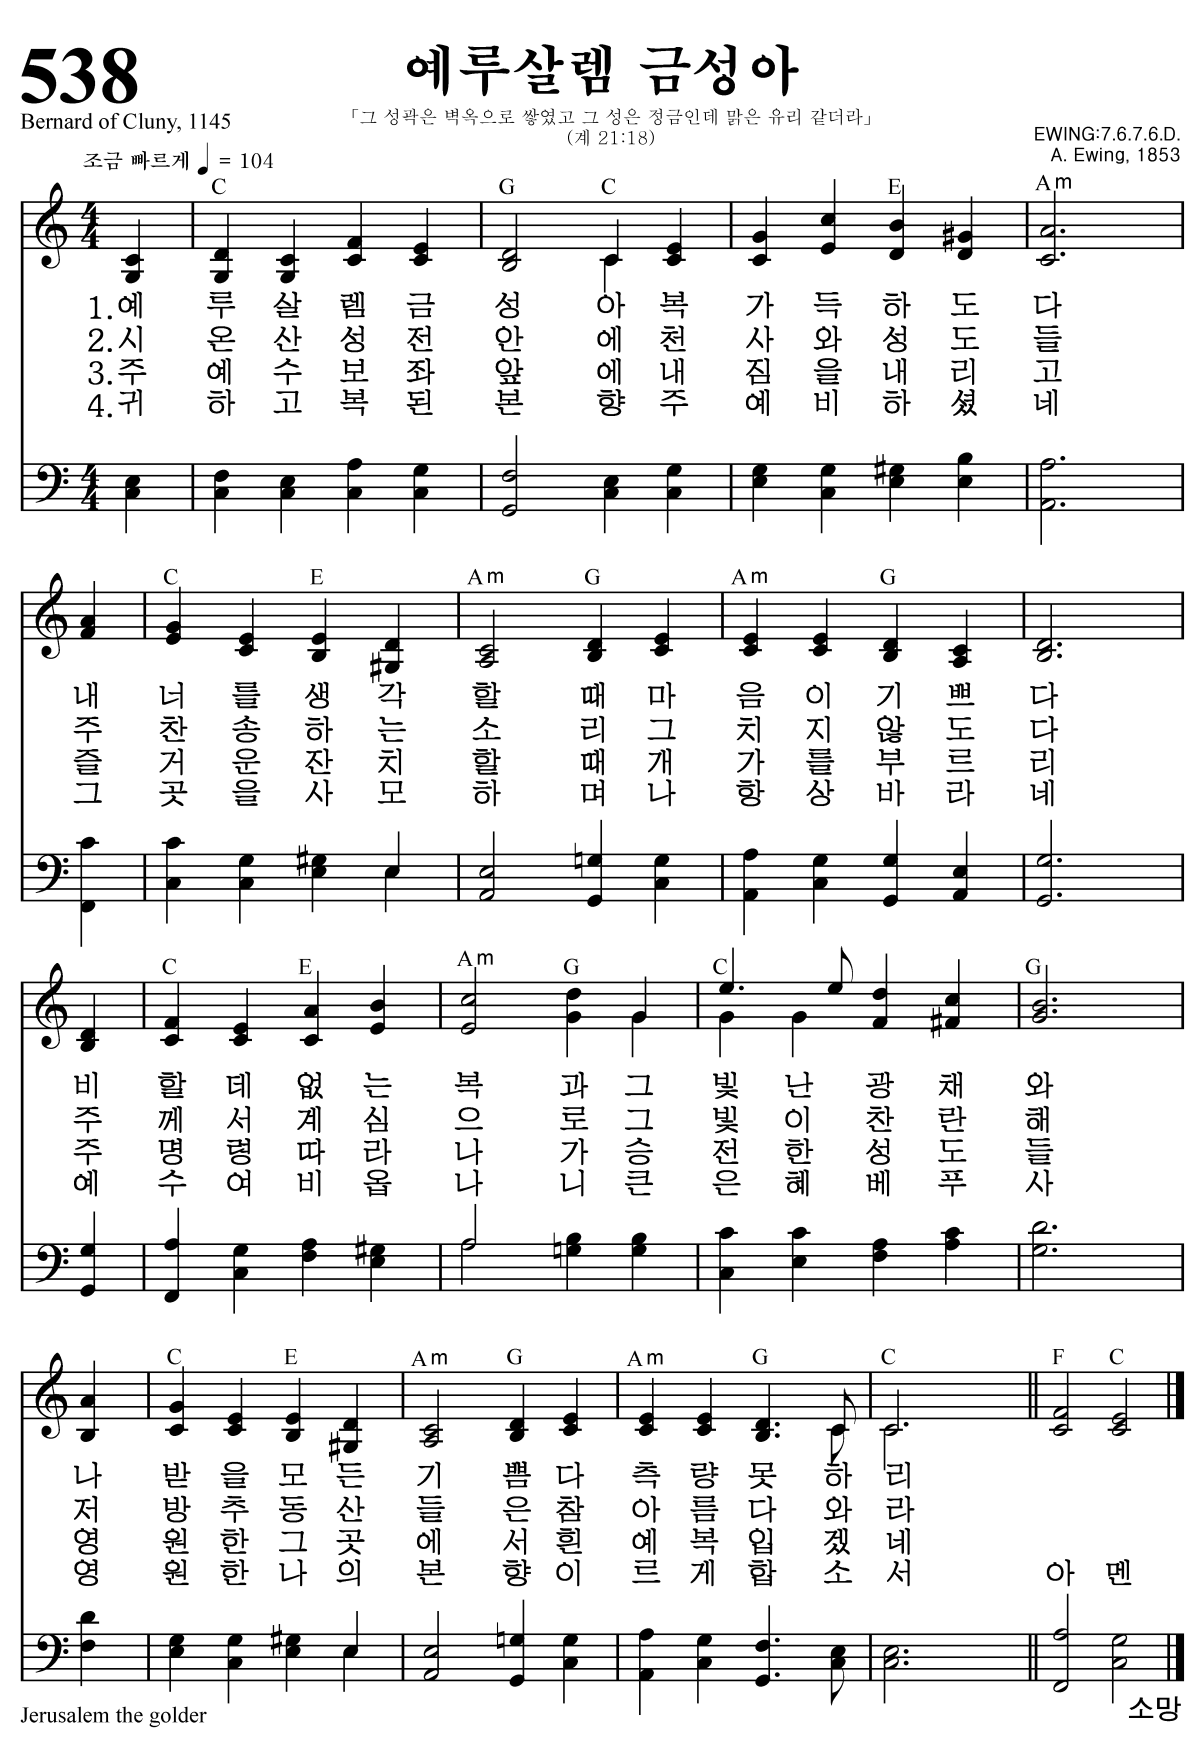 538
예루살렘 금성아
「그 성곽은 벽옥으로 쌓였고 그 성은 정금인데 맑은 유리 같더라」
(계 21:18)
Bernard of Cluny, 1145
EWING:7.6.7.6.D.
A. Ewing, 1853
조금 빠르게 ♩ = 104
C G C E Am
1.예 루 살 렘 금 성 아 복 가 득 하 도 다
2.시 온 산 성 전 안 에 천 사 와 성 도 들
3.주 예 수 보 좌 앞 에 내 짐 을 내 리 고
4.귀 하 고 복 된 본 향 주 예 비 하 셨 네
C E Am G Am G
내 너 를 생 각 할 때 마 음 이 기 쁘 다
주 찬 송 하 는 소 리 그 치 지 않 도 다
즐 거 운 잔 치 할 때 개 가 를 부 르 리
그 곳 을 사 모 하 며 나 항 상 바 라 네
C E Am G C G
비 할 데 없 는 복 과 그 빛 난 광 채 와
주 께 서 계 심 으 로 그 빛 이 찬 란 해
주 명 령 따 라 나 가 승 전 한 성 도 들
예 수 여 비 옵 나 니 큰 은 혜 베 푸 사
C E Am G Am G C F C
나 받 을 모 든 기 쁨 다 측 량 못 하 리
저 방 추 동 산 들 은 참 아 름 다 와 라
영 원 한 그 곳 에 서 흰 예 복 입 겠 네
영 원 한 나 의 본 향 이 르 게 합 소 서 아 멘
Jerusalem the golder
소망